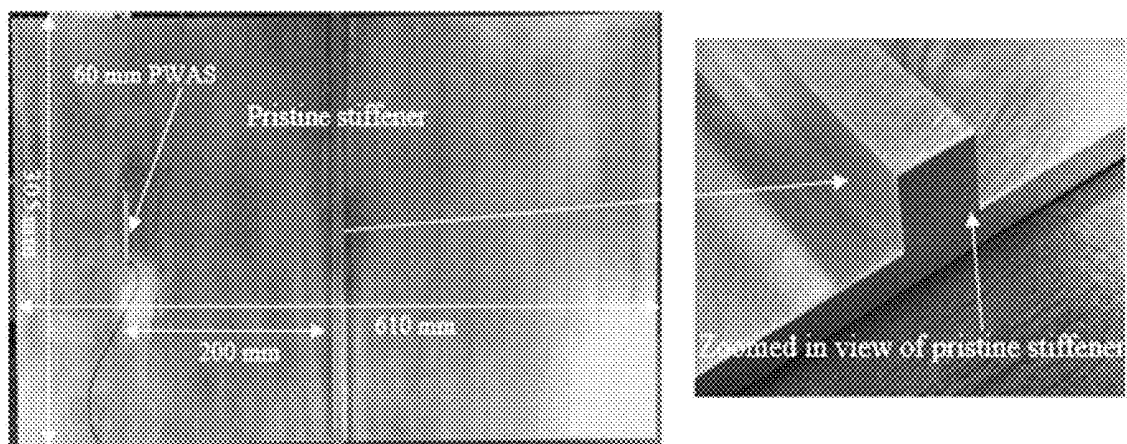 60 mm PWAS
Pristine stiffener
610 mm
200 mm
Zoomed in view of pristine stiffener